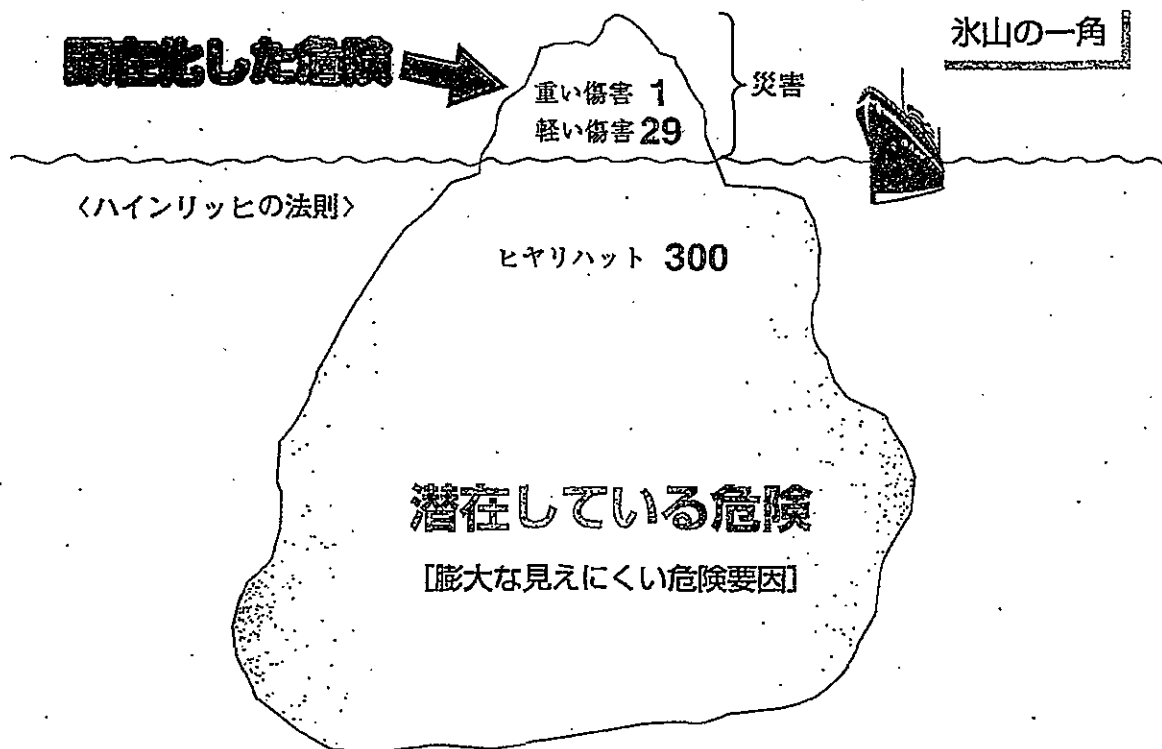 氷山の一角
顕在化した危険
重い傷害 1
軽い傷害 29
災害
〈ハインリッヒの法則〉
ヒヤリハット 300
潜在している危険
[膨大な見えにくい危険要因]